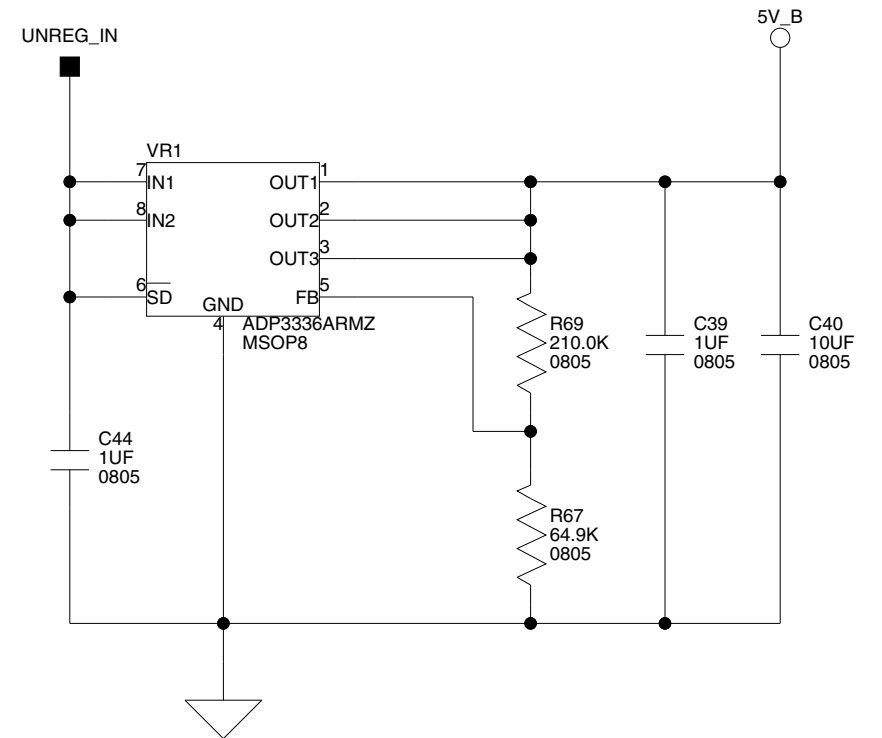 5V_B
UNREG_IN
VR1
7
IN1
8
IN2
6
SD
GND
4
OUT1
1
OUT2
2
OUT3
3
FB
5
ADP3336ARMZ
MSOP8
R69
210.0K
0805
C39
1UF
0805
C40
10UF
0805
C44
1UF
0805
R67
64.9K
0805